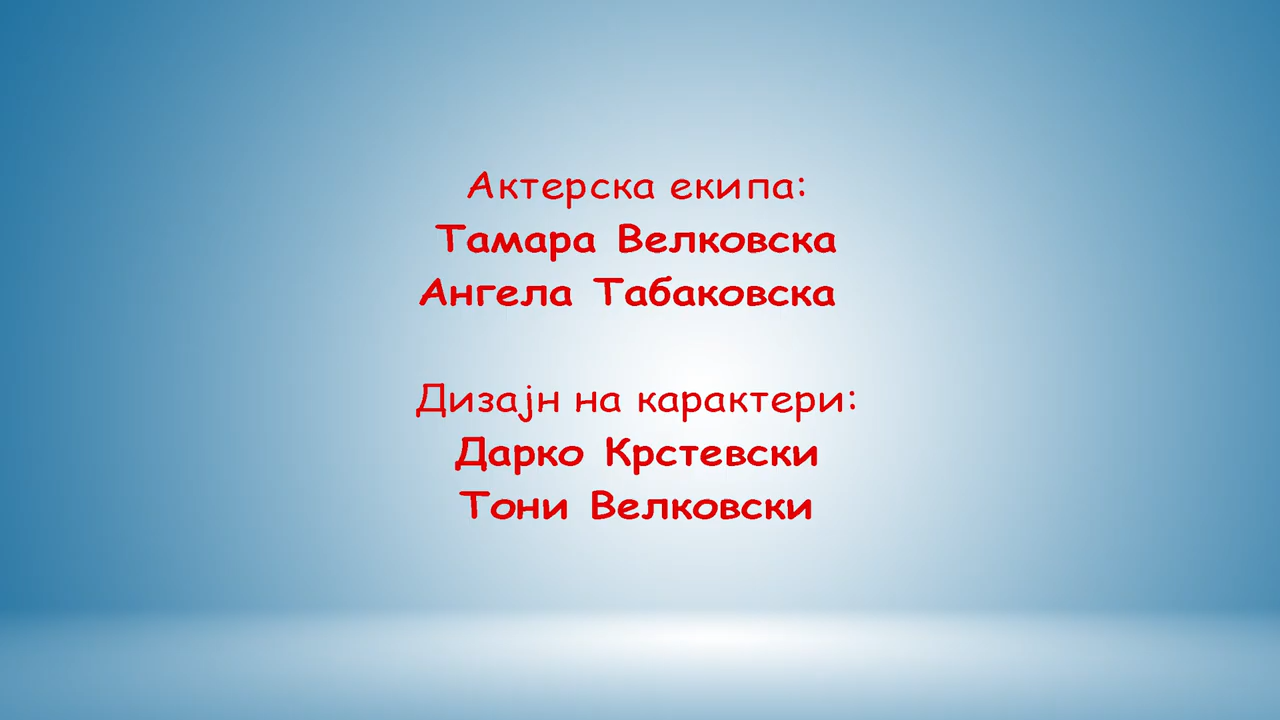 Актерска екипа:
Тамара Велковска
Ангела Табаковска
Дизајн на карактери:
Дарко Крстевски
Тони Велковски